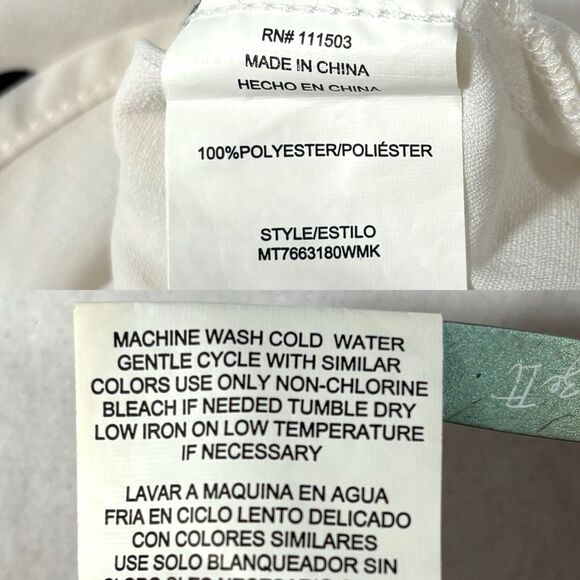 RN# 111503
MADE IN CHINA
HECHO EN CHINA
100%POLYESTER/POLIÉSTER
STYLE/ESTILO
MT7663180WMK
MACHINE WASH COLD WATER
GENTLE CYCLE WITH SIMILAR
COLORS USE ONLY NON-CHLORINE
BLEACH IF NEEDED TUMBLE DRY
LOW IRON ON LOW TEMPERATURE
IF NECESSARY
LAVAR A MAQUINA EN AGUA
FRIA EN CICLO LENTO DELICADO
CON COLORES SIMILARES
USE SOLO BLANQUEADOR SIN